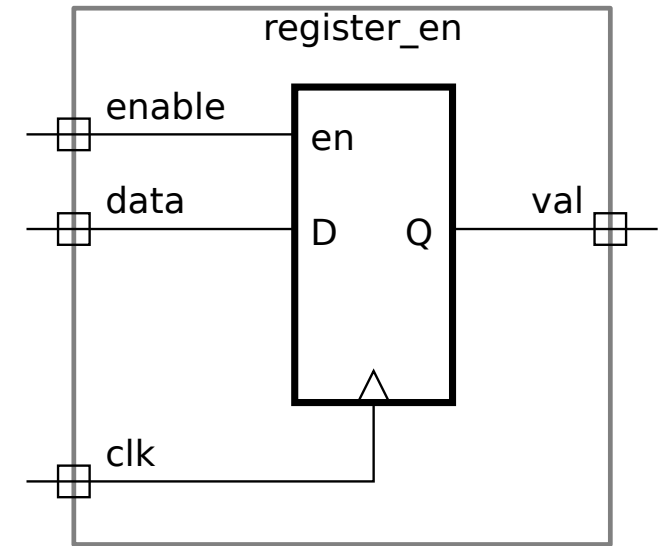 register_en
enable
en
data
D Q
val
clk